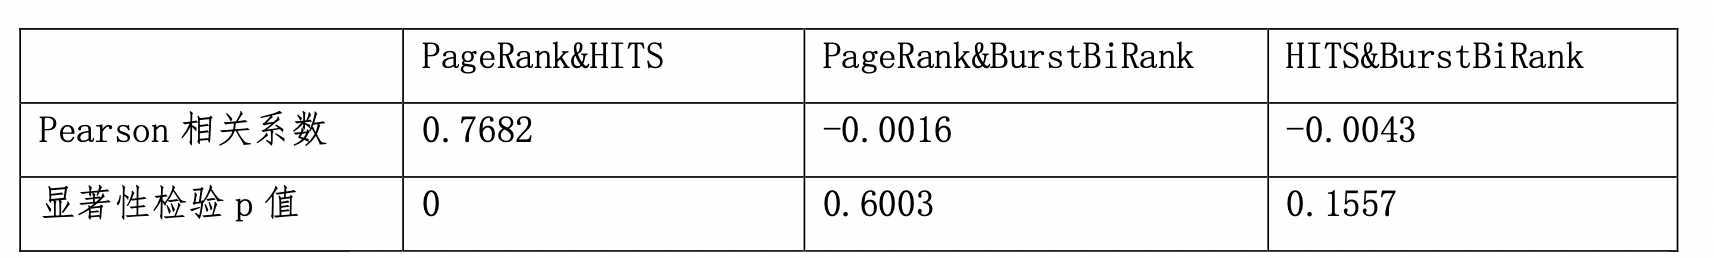 PageRank&HITS PageRank&BurstBiRank HITS&BurstBiRank
Pearson 相关系数 0.7682 -0.0016 -0.0043
显著性检验 p 值 0 0.6003 0.1557